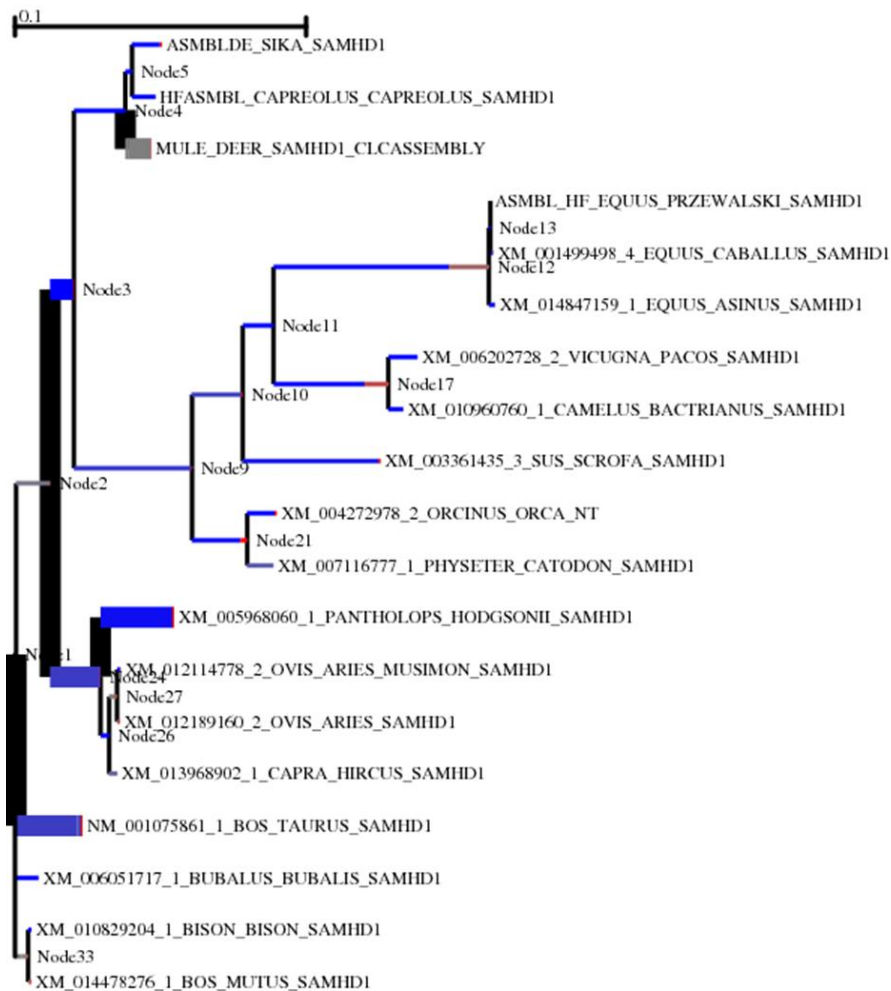 0.1
ASMBLDE_SIKA_SAMHD1
Node5
HFASMBL_CAPREOLUS_CAPREOLUS_SAMHD1
Node4
MULE_DEER_SAMHD1_CLCASSEMBLY
ASMBL_HF_EQUUS_PRZEWALSKI_SAMHD1
Node13
XM_001499498_4_EQUUS_CABALLUS_SAMHD1
Node12
Node3
XM_014847159_1_EQUUS_ASINUS_SAMHD1
Node11
XM_006202728_2_VICUGNA_PACOS_SAMHD1
Node17
Node10
XM_010960760_1_CAMELUS_BACTRIANUS_SAMHD1
XM_003361435_3_SUS_SCROFA_SAMHD1
Node9
Node2
XM_004272978_2_ORCINUS_ORCA_NT
Node21
XM_007116777_1_PHYSETER_CATODON_SAMHD1
XM_005968060_1_PANTHOLOPS_HODGSONII_SAMHD1
Node1
XM_012114778_2_OVIS_ARIES_MUSIMON_SAMHD1
Node24
Node27
XM_012189160_2_OVIS_ARIES_SAMHD1
Node26
XM_013968902_1_CAPRA_HIRCUS_SAMHD1
NM_001075861_1_BOS_TAURUS_SAMHD1
XM_006051717_1_BUBALUS_BUBALIS_SAMHD1
XM_010829204_1_BISON_BISON_SAMHD1
Node33
XM_014478276_1_BOS_MUTUS_SAMHD1